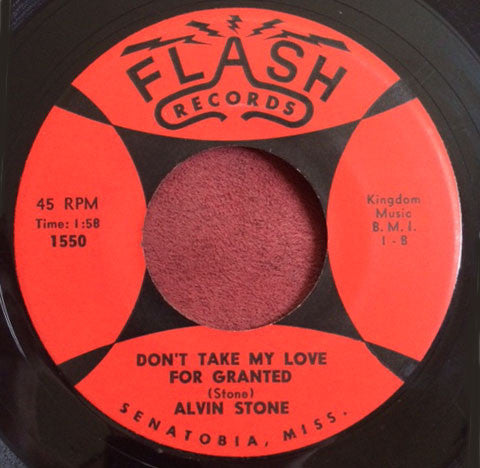 FLASH
RECORDS
45 RPM
Time: 1:58
1550
Kingdom
Music
B. M. I.
1 - B
DON'T TAKE MY LOVE
FOR GRANTED
(Stone)
ALVIN STONE
SENATOBIA, MISS.